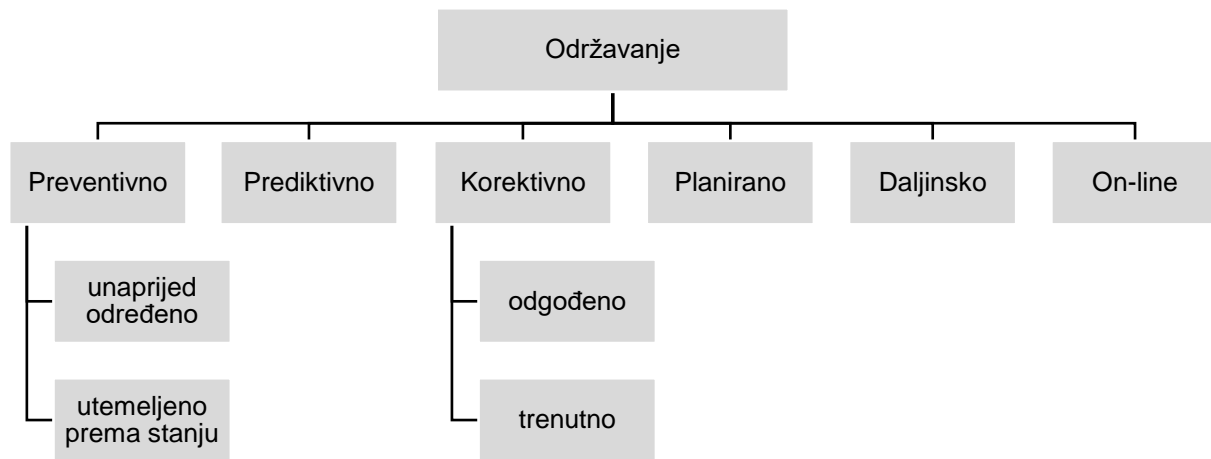 Održavanje
Preventivno
Prediktivno
Korektivno
Planirano
Daljinsko
On-line
unaprijed
određeno
utemeljeno
prema stanju
odgođeno
trenutno